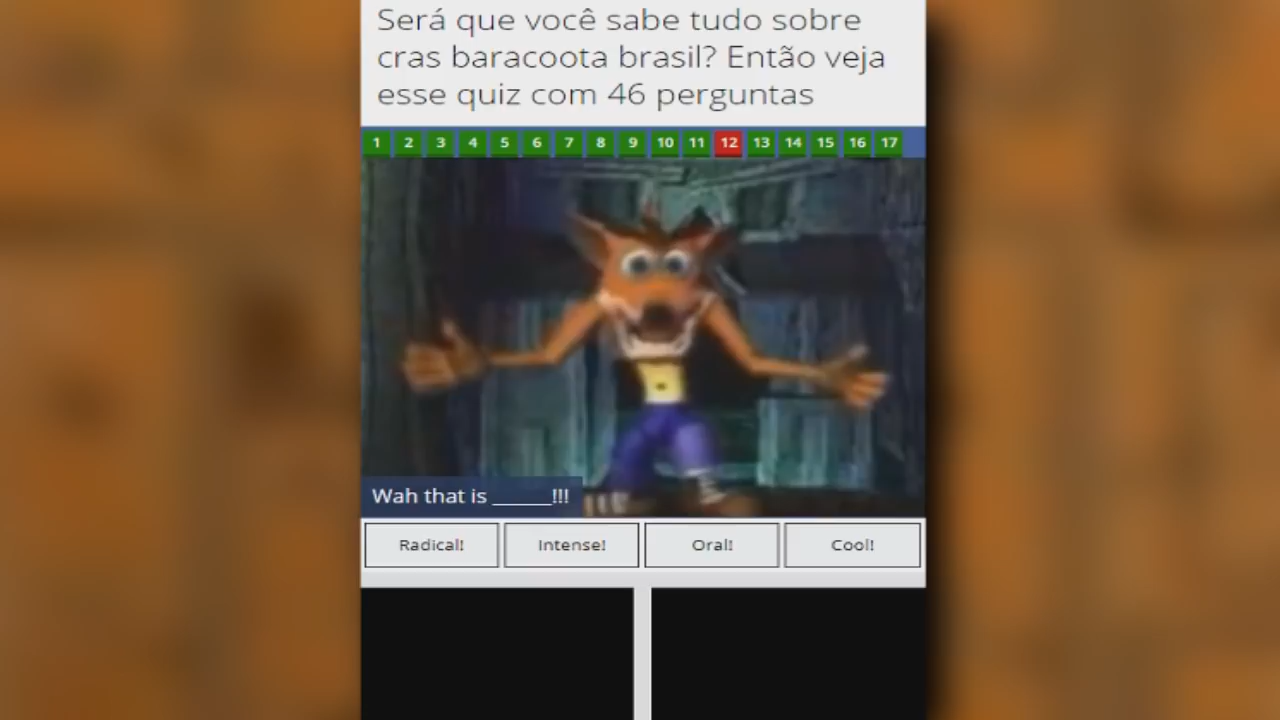 Será que você sabe tudo sobre
cras baracoota brasil? Então veja
esse quiz com 46 perguntas
1 2 3 4 5 6 7 8 9 10 11 12 13 14 15 16 17
Wah that is ______!!!
Radical! Intense! Oral! Cool!